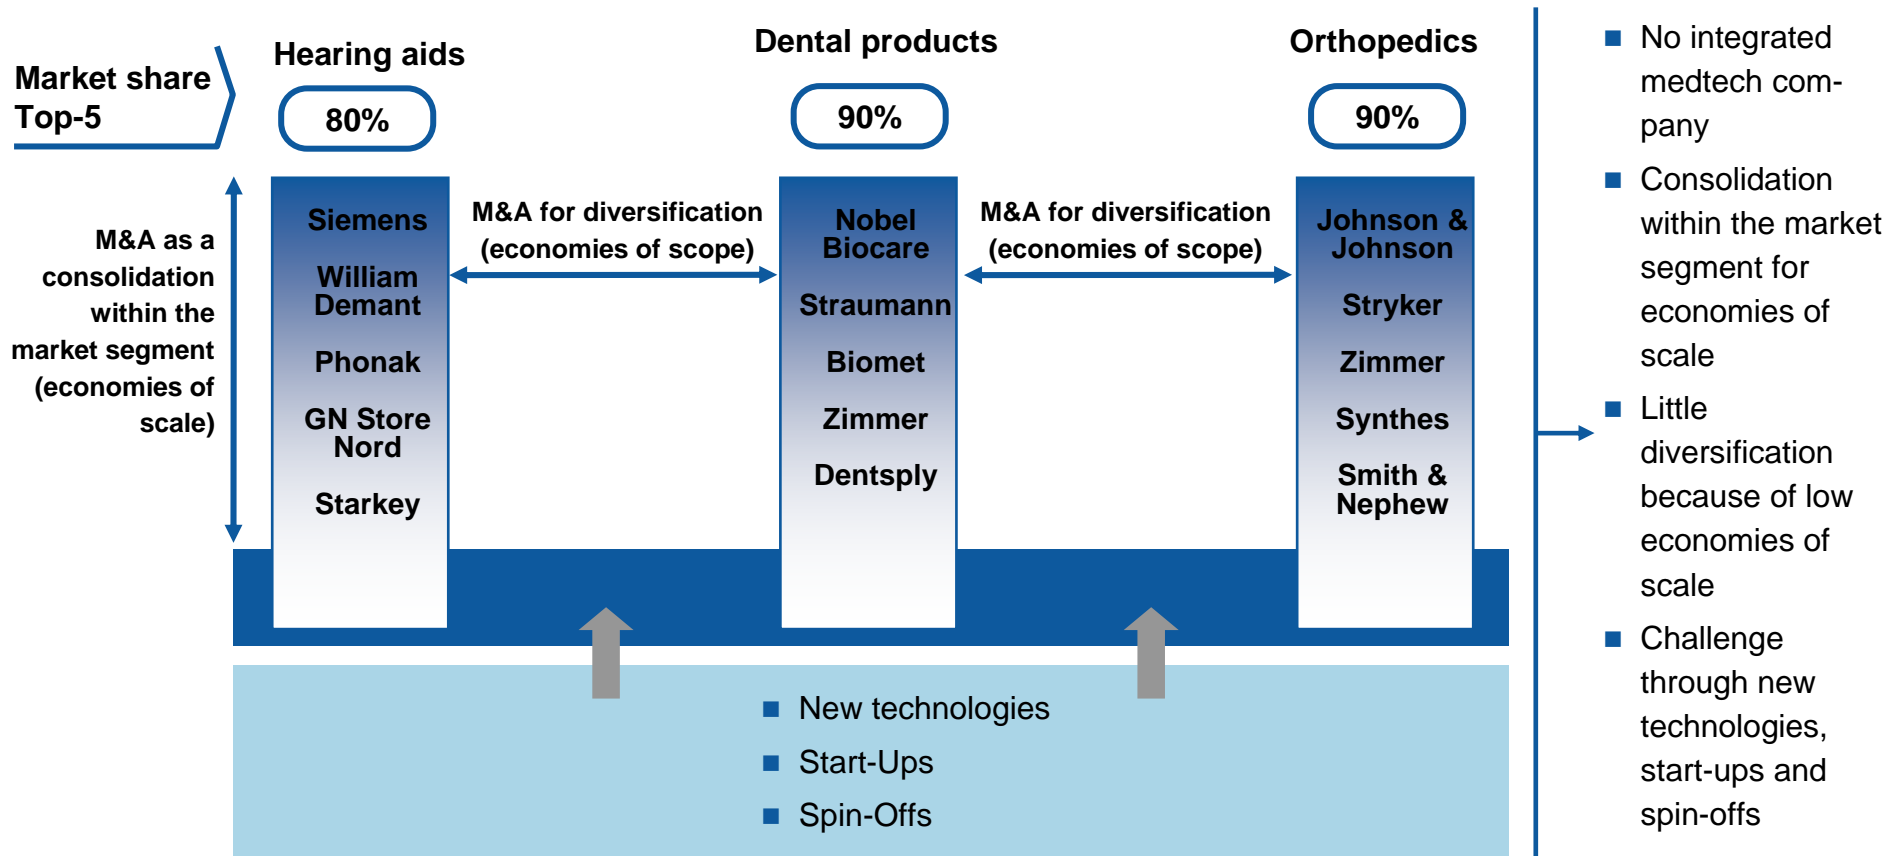 Market share
Top-5
Hearing aids
80%
Dental products
90%
Orthopedics
90%
M&A as a
consolidation
within the
market segment
(economies of
scale)
Siemens
William
Demant
Phonak
GN Store
Nord
Starkey
M&A for diversification
(economies of scope)
Nobel
Biocare
Straumann
Biomet
Zimmer
Dentsply
M&A for diversification
(economies of scope)
Johnson &
Johnson
Stryker
Zimmer
Synthes
Smith &
Nephew
New technologies
Start-Ups
Spin-Offs
No integrated
medtech com-
pany
Consolidation
within the market
segment for
economies of
scale
Little
diversification
because of low
economies of
scale
Challenge
through new
technologies,
start-ups and
spin-offs